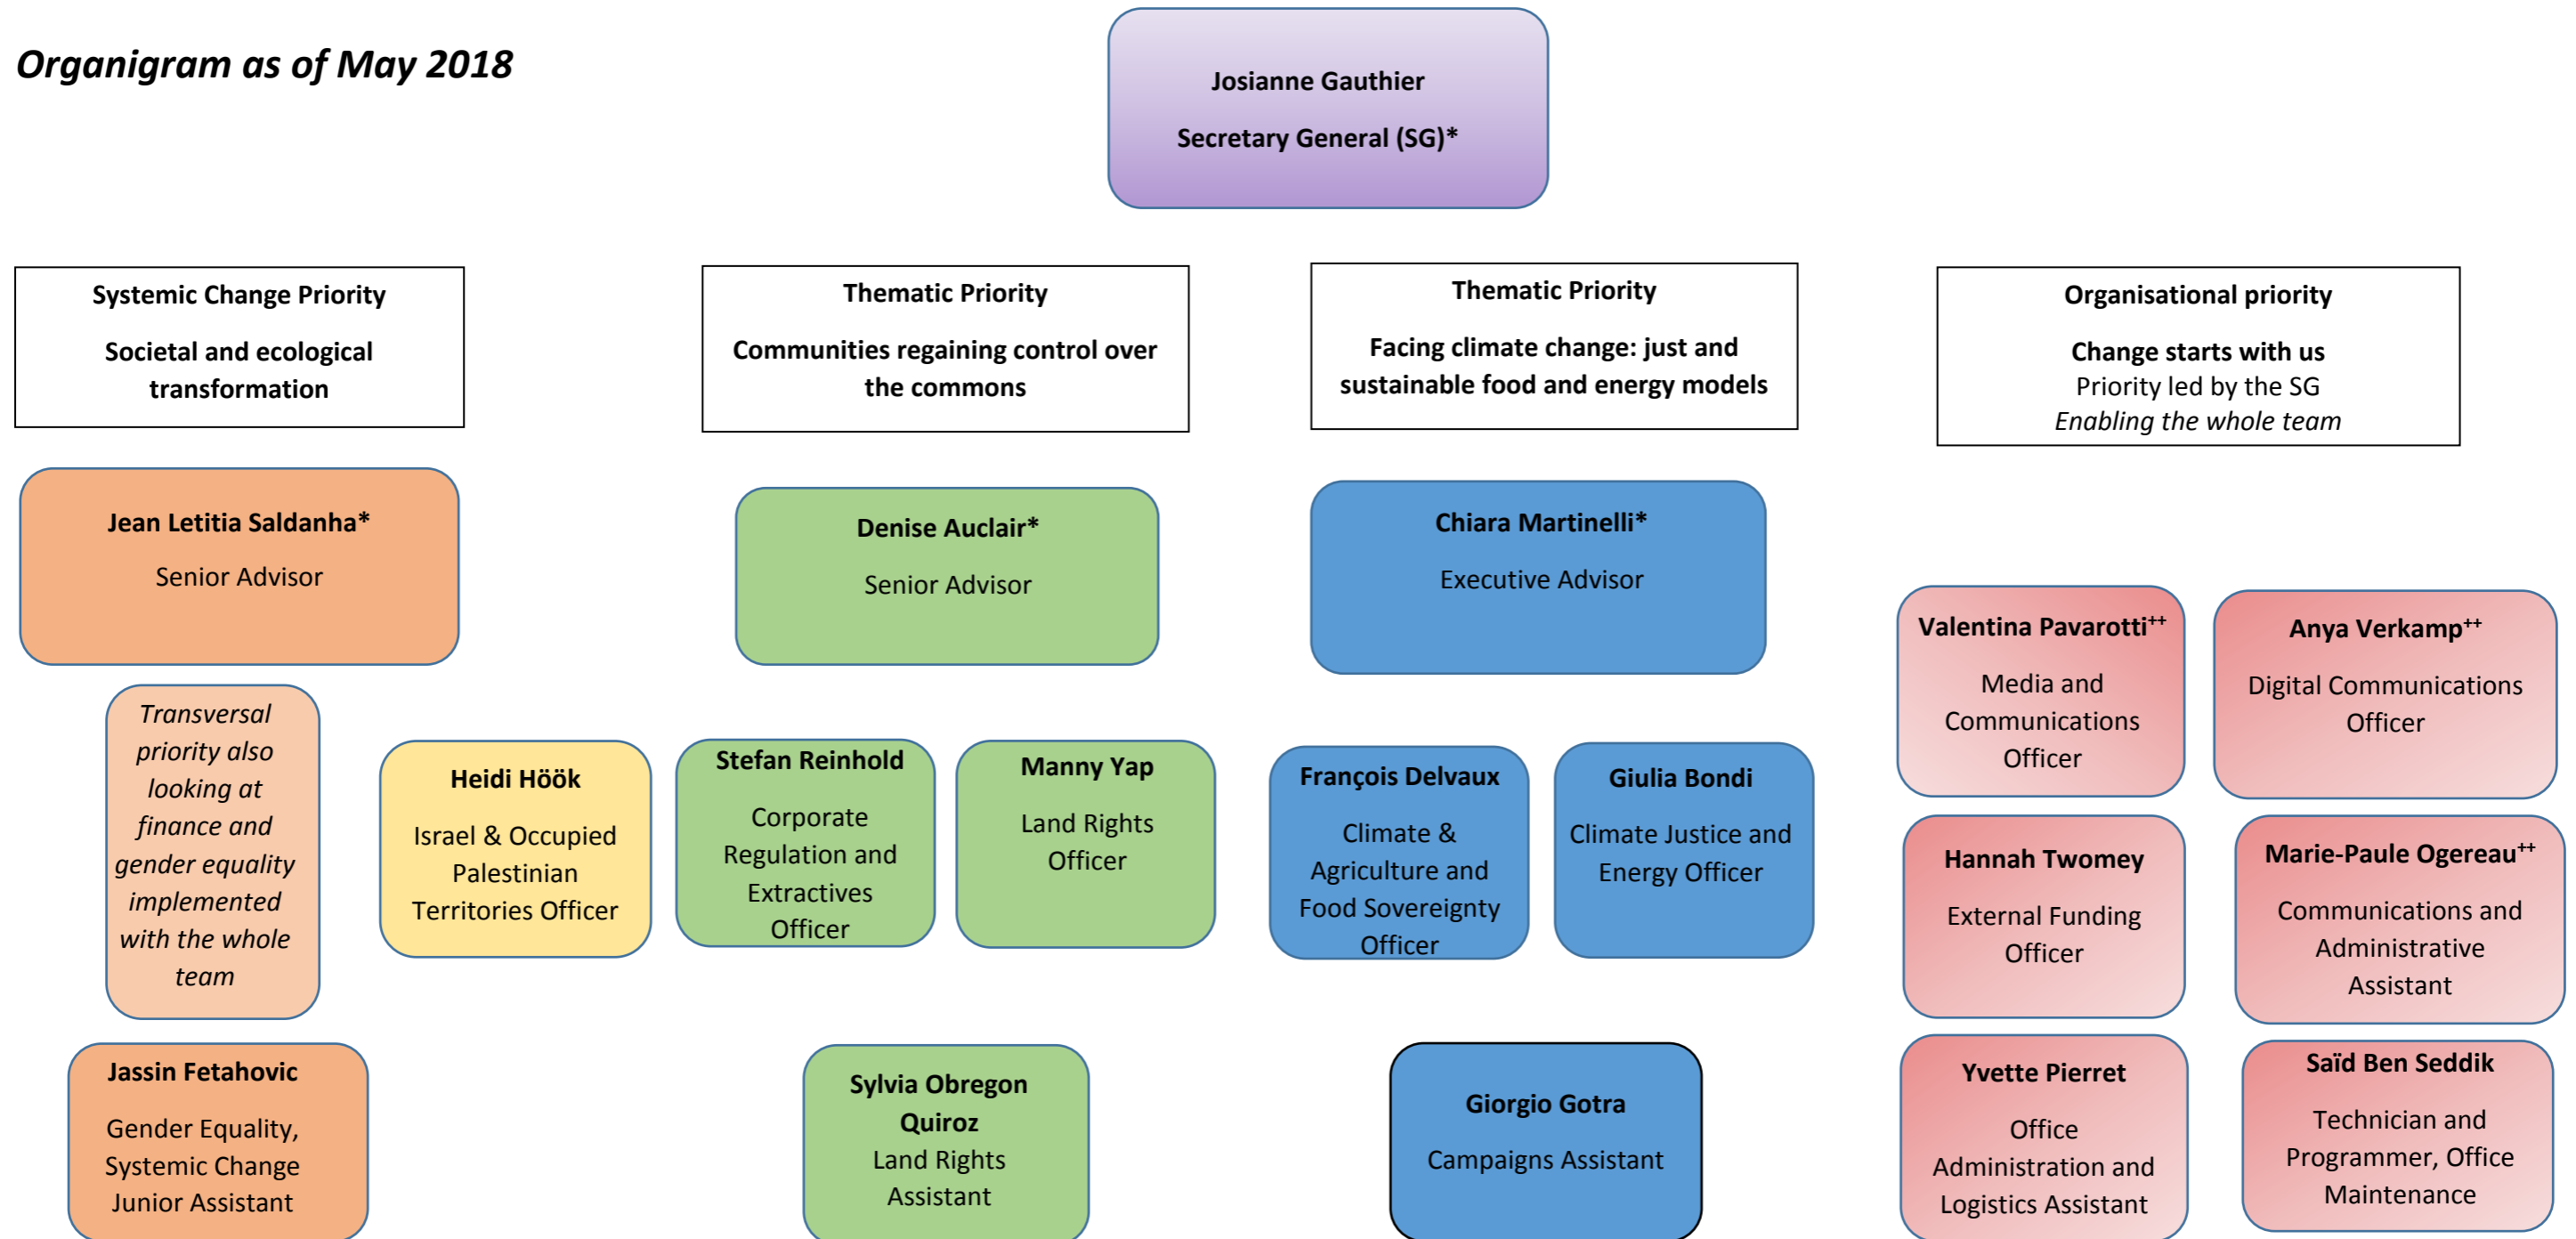 Organigram as of May 2018
Josianne Gauthier
Secretary General (SG)*
Systemic Change Priority
Societal and ecological
transformation
Thematic Priority
Communities regaining control over
the commons
Thematic Priority
Facing climate change: just and
sustainable food and energy models
Organisational priority
Change starts with us
Priority led by the SG
Enabling the whole team
Jean Letitia Saldanha*
Senior Advisor
Denise Auclair*
Senior Advisor
Chiara Martinelli*
Executive Advisor
Valentina Pavarotti++
Media and
Communications
Officer
Anya Verkamp++
Digital Communications
Officer
Transversal
priority also
looking at
finance and
gender equality
implemented
with the whole
team
Heidi Höök
Israel & Occupied
Palestinian
Territories Officer
Stefan Reinhold
Corporate
Regulation and
Extractives
Officer
Manny Yap
Land Rights
Officer
François Delvaux
Climate &
Agriculture and
Food Sovereignty
Officer
Giulia Bondi
Climate Justice and
Energy Officer
Hannah Twomey
External Funding
Officer
Marie-Paule Ogereau++
Communications and
Administrative
Assistant
Jassin Fetahovic
Gender Equality,
Systemic Change
Junior Assistant
Sylvia Obregon
Quiroz
Land Rights
Assistant
Giorgio Gotra
Campaigns Assistant
Yvette Pierret
Office
Administration and
Logistics Assistant
Saïd Ben Seddik
Technician and
Programmer, Office
Maintenance